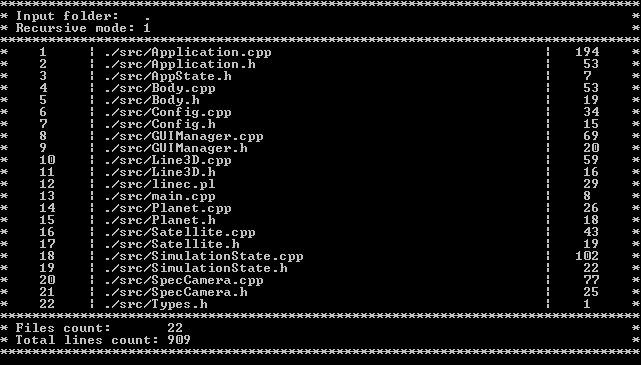 ********************************************************************************
* Input folder:    .                                                           *
* Recursive mode: 1                                                            *
********************************************************************************
*    1     | ./src/Application.cpp                                  |   194    *
*    2     | ./src/Application.h                                    |    53    *
*    3     | ./src/AppState.h                                       |    7     *
*    4     | ./src/Body.cpp                                         |    53    *
*    5     | ./src/Body.h                                           |    19    *
*    6     | ./src/Config.cpp                                       |    34    *
*    7     | ./src/Config.h                                         |    15    *
*    8     | ./src/GUIManager.cpp                                   |    69    *
*    9     | ./src/GUIManager.h                                     |    20    *
*    10    | ./src/Line3D.cpp                                       |    59    *
*    11    | ./src/Line3D.h                                         |    16    *
*    12    | ./src/linec.pl                                         |    29    *
*    13    | ./src/main.cpp                                         |    8     *
*    14    | ./src/Planet.cpp                                       |    26    *
*    15    | ./src/Planet.h                                         |    18    *
*    16    | ./src/Satellite.cpp                                    |    43    *
*    17    | ./src/Satellite.h                                      |    19    *
*    18    | ./src/SimulationState.cpp                              |   102    *
*    19    | ./src/SimulationState.h                                |    22    *
*    20    | ./src/SpecCamera.cpp                                   |    77    *
*    21    | ./src/SpecCamera.h                                     |    25    *
*    22    | ./src/Types.h                                          |    1     *
********************************************************************************
* Files count:       22                                                        *
* Total lines count: 909                                                       *
********************************************************************************